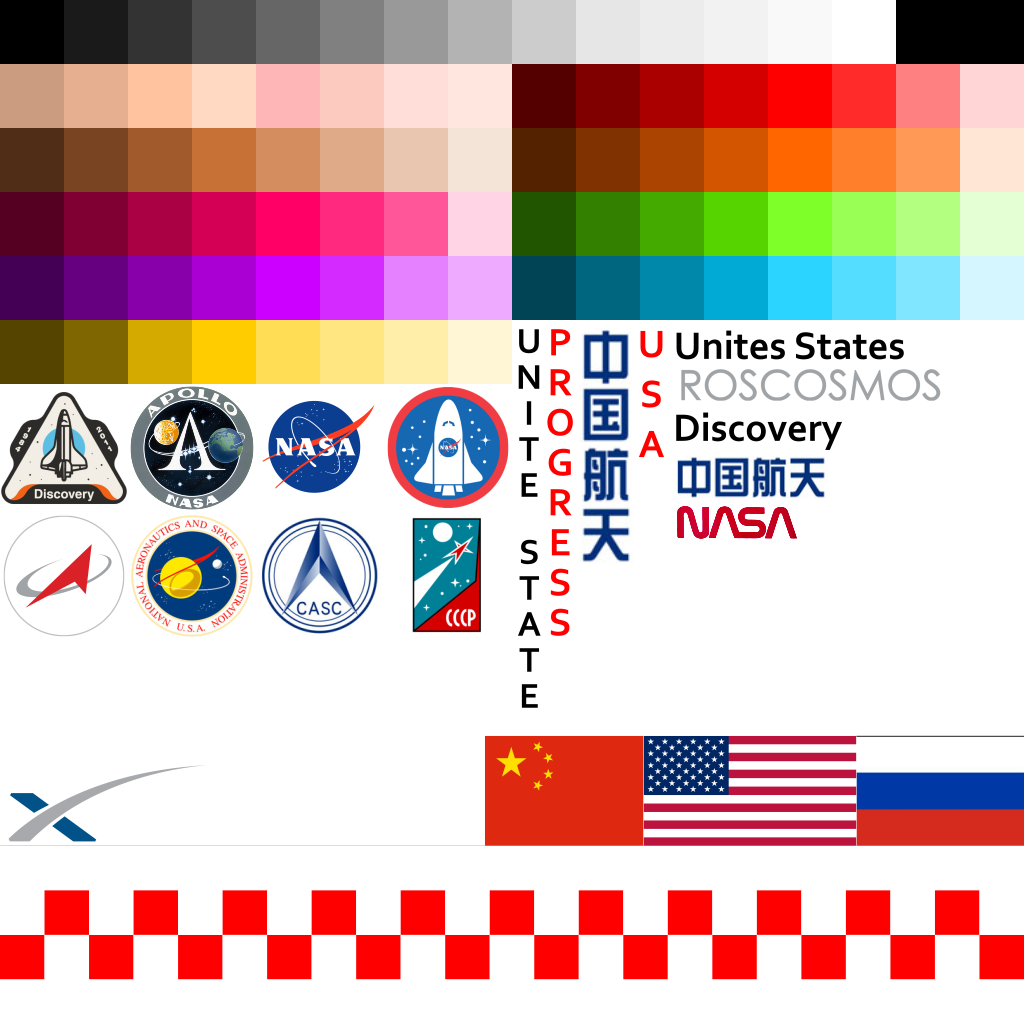 UNITE STATE
PROGRESS
中国航天
USA
Unites States
ROSCOSMOS
Discovery
中国航天
NASA
1984
2011
Discovery
APOLLO
NASA
NASA
NASA
NATIONAL AERONAUTICS AND SPACE ADMINISTRATION
U.S.A.
CASC
CCCP